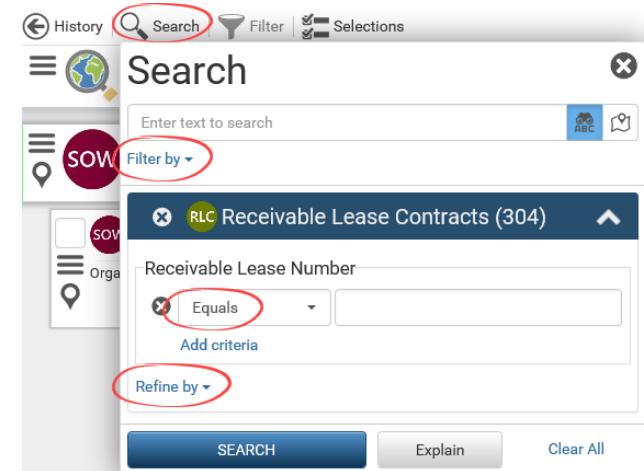 History Search Filter Selections
Search
Enter text to search ABC
Filter by
SOW
RLC Receivable Lease Contracts (304)
SOW
Orga
Receivable Lease Number
Equals
Add criteria
Refine by
SEARCH Explain Clear All